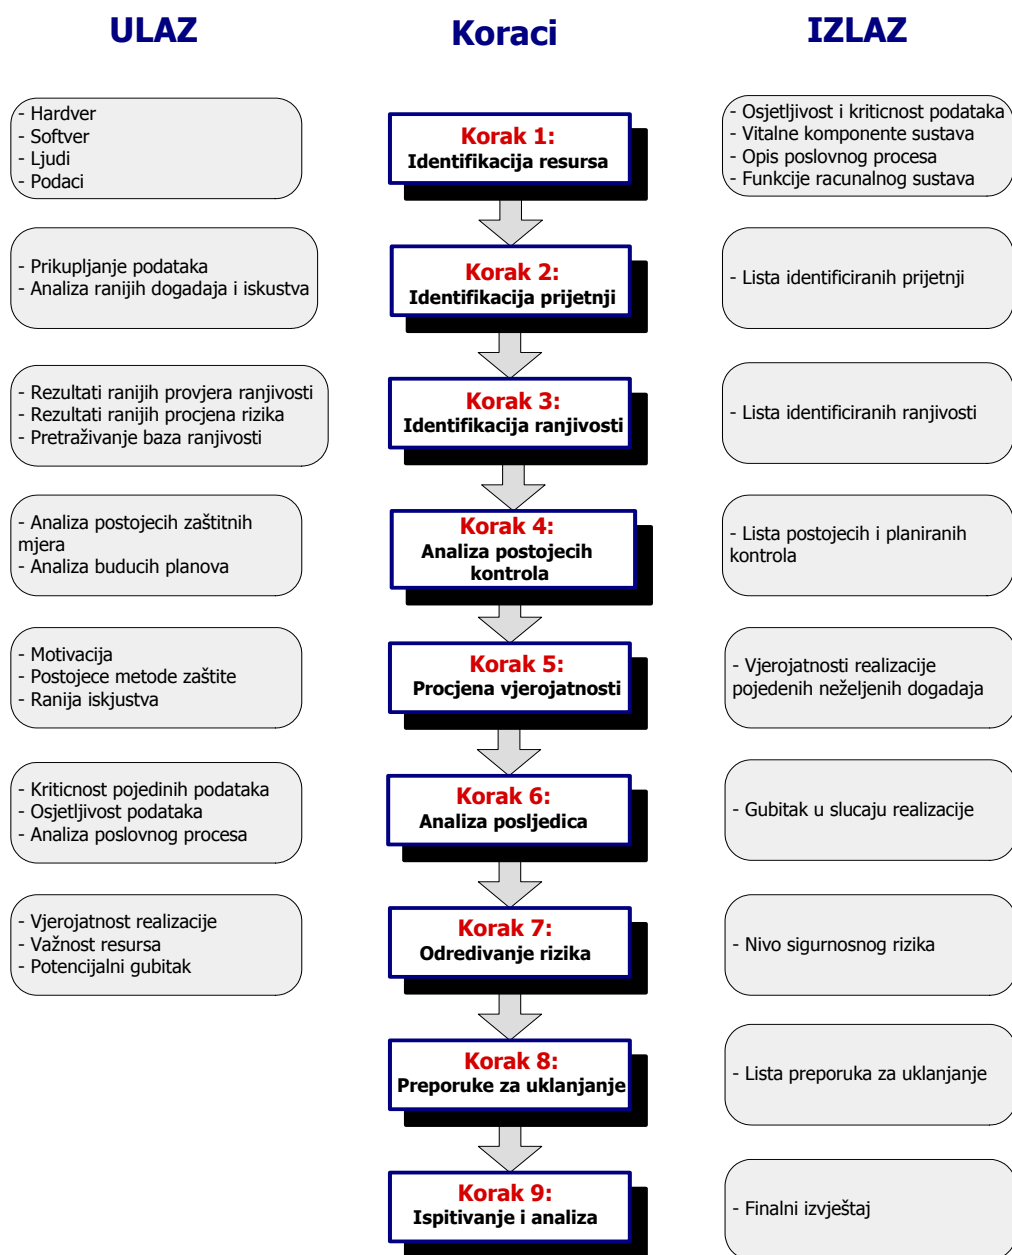 ULAZ Koraci IZLAZ
- Hardver
- Softver
- Ljudi
- Podaci
Korak 1:
Identifikacija resursa
- Osjetljivost i kriticnost podataka
- Vitalne komponente sustava
- Opis poslovnog procesa
- Funkcije racunalnog sustava
- Prikupljanje podataka
- Analiza ranijih dogadaja i iskustva
Korak 2:
Identifikacija prijetnji
- Lista identificiranih prijetnji
- Rezultati ranijih provjera ranjivosti
- Rezultati ranijih procjena rizika
- Pretraživanje baza ranjivosti
Korak 3:
Identifikacija ranjivosti
- Lista identificiranih ranjivosti
- Analiza postojecih zaštitnih
mjera
- Analiza buducih planova
Korak 4:
Analiza postojecih
kontrola
- Lista postojecih i planiranih
kontrola
- Motivacija
- Postojece metode zaštite
- Ranija iskjustva
Korak 5:
Procjena vjerojatnosti
- Vjerojatnosti realizacije
pojedenih neželjenih dogadaja
- Kriticnost pojedinih podataka
- Osjetljivost podataka
- Analiza poslovnog procesa
Korak 6:
Analiza posljedica
- Gubitak u slucaju realizacije
- Vjerojatnost realizacije
- Važnost resursa
- Potencijalni gubitak
Korak 7:
Odredivanje rizika
- Nivo sigurnosnog rizika
Korak 8:
Preporuke za uklanjanje
- Lista preporuka za uklanjanje
Korak 9:
Ispitivanje i analiza
- Finalni izvještaj